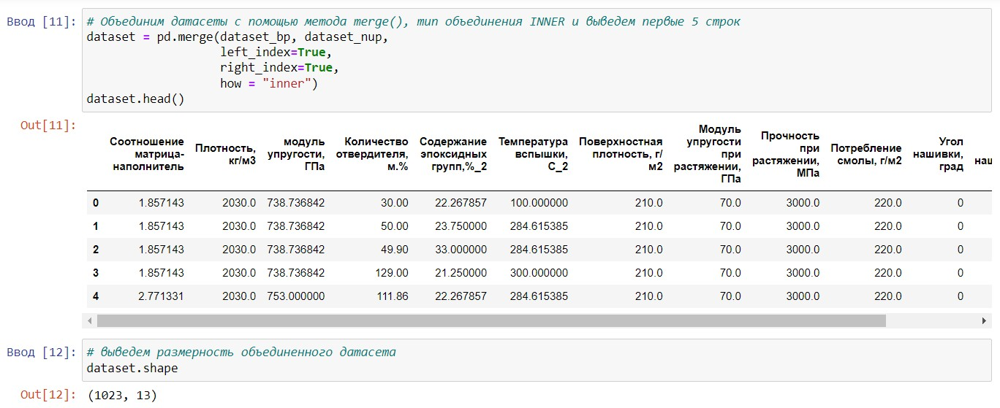 Ввод [11]: # Объединим датасеты с помощью метода merge(), тип объединения INNER и выведем первые 5 строк
dataset = pd.merge(dataset_bp, dataset_nup,
left_index=True,
right_index=True,
how = "inner")
dataset.head()
Out[11]:
Соотношение матрица-наполнитель Плотность, кг/м3 модуль упругости, ГПа Количество отвердителя, м.% Содержание эпоксидных групп,%_2 Температура вспышки, С_2 Поверхностная плотность, г/м2 Модуль упругости при растяжении, ГПа Прочность при растяжении, МПа Потребление смолы, г/м2 Угол нашивки, град
0 1.857143 2030.0 738.736842 30.00 22.267857 100.000000 210.0 70.0 3000.0 220.0 0
1 1.857143 2030.0 738.736842 50.00 23.750000 284.615385 210.0 70.0 3000.0 220.0 0
2 1.857143 2030.0 738.736842 49.90 33.000000 284.615385 210.0 70.0 3000.0 220.0 0
3 1.857143 2030.0 738.736842 129.00 21.250000 300.000000 210.0 70.0 3000.0 220.0 0
4 2.771331 2030.0 753.000000 111.86 22.267857 284.615385 210.0 70.0 3000.0 220.0 0
Ввод [12]: # выведем размерность объединенного датасета
dataset.shape
Out[12]: (1023, 13)